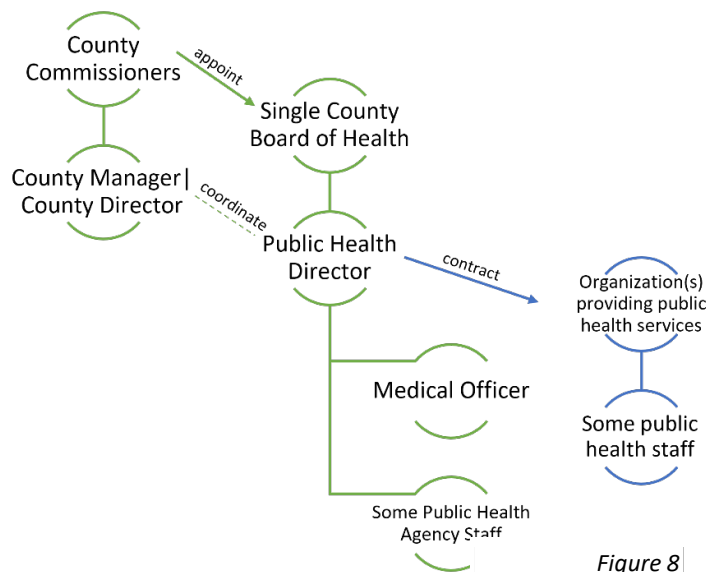 County
Commissioners
appoint
Single County
Board of Health
County Manager|
County Director
coordinate
Public Health
Director
contract
Organization(s)
providing public
health services
Medical Officer
Some public
health staff
Some Public Health
Agency Staff
Figure 8